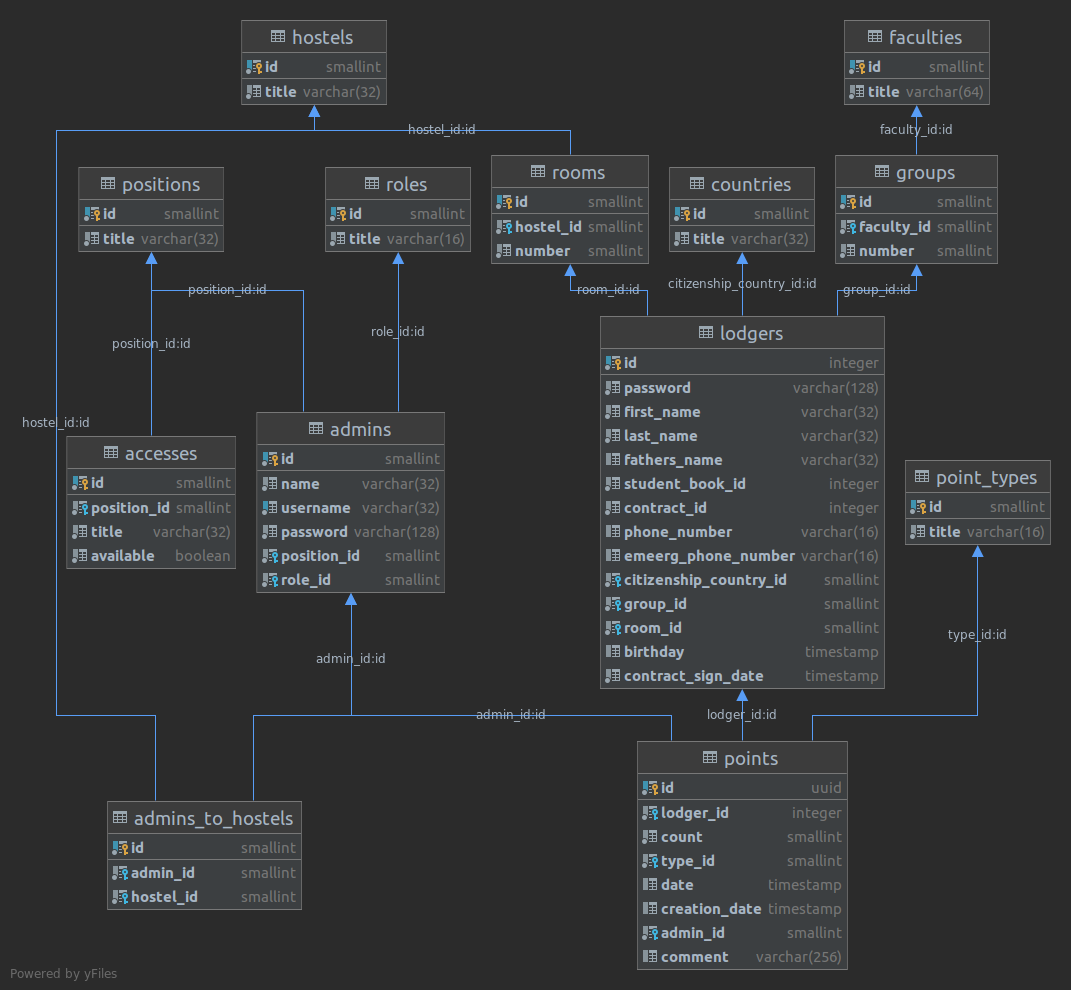 hostels
id smallint
title varchar(32)
faculties
id smallint
title varchar(64)
hostel_id:id
faculty_id:id
positions
id smallint
title varchar(32)
roles
id smallint
title varchar(16)
rooms
id smallint
hostel_id smallint
number smallint
countries
id smallint
title varchar(32)
groups
id smallint
faculty_id smallint
number smallint
position_id:id
room_id:id
citizenship_country_id:id
group_id:id
position_id:id
role_id:id
hostel_id:id
lodgers
id integer
password varchar(128)
first_name varchar(32)
last_name varchar(32)
fathers_name varchar(32)
student_book_id integer
contract_id integer
phone_number varchar(16)
emeerg_phone_number varchar(16)
citizenship_country_id smallint
group_id smallint
room_id smallint
birthday timestamp
contract_sign_date timestamp
accesses
id smallint
position_id smallint
title varchar(32)
available boolean
admins
id smallint
name varchar(32)
username varchar(32)
password varchar(128)
position_id smallint
role_id smallint
point_types
id smallint
title varchar(16)
type_id:id
admin_id:id
admin_id:id
lodger_id:id
points
id uuid
lodger_id integer
count smallint
type_id smallint
date timestamp
creation_date timestamp
admin_id smallint
comment varchar(256)
admins_to_hostels
id smallint
admin_id smallint
hostel_id smallint
Powered by yFiles